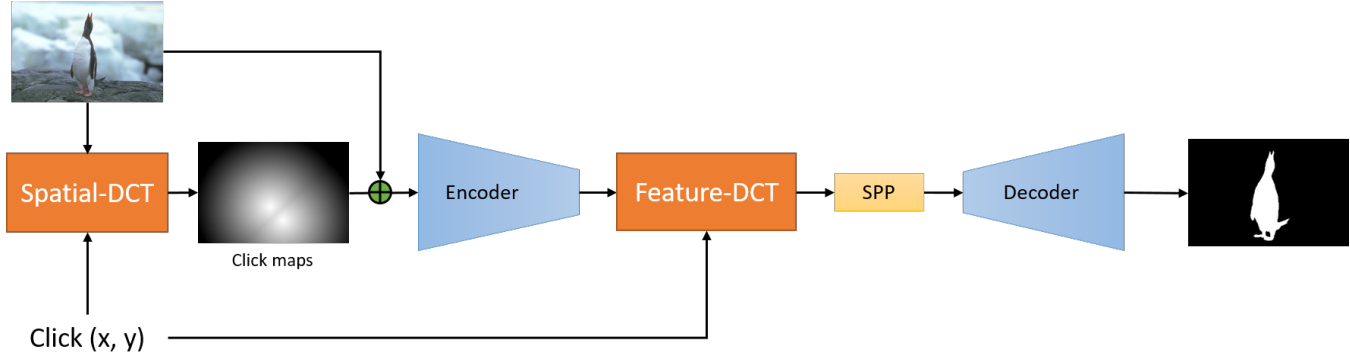 Spatial-DCT
Click maps
Encoder
Feature-DCT
SPP
Decoder
Click (x, y)